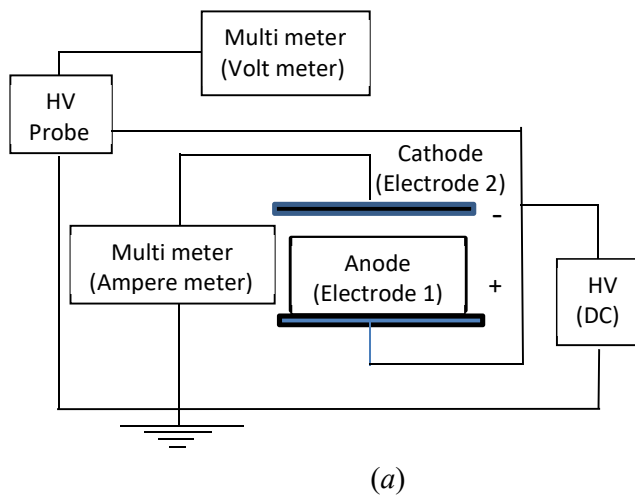 Multi meter
(Volt meter)
HV
Probe
Cathode
(Electrode 2)
-
Multi meter
(Ampere meter)
Anode
(Electrode 1)
+
HV
(DC)
(a)